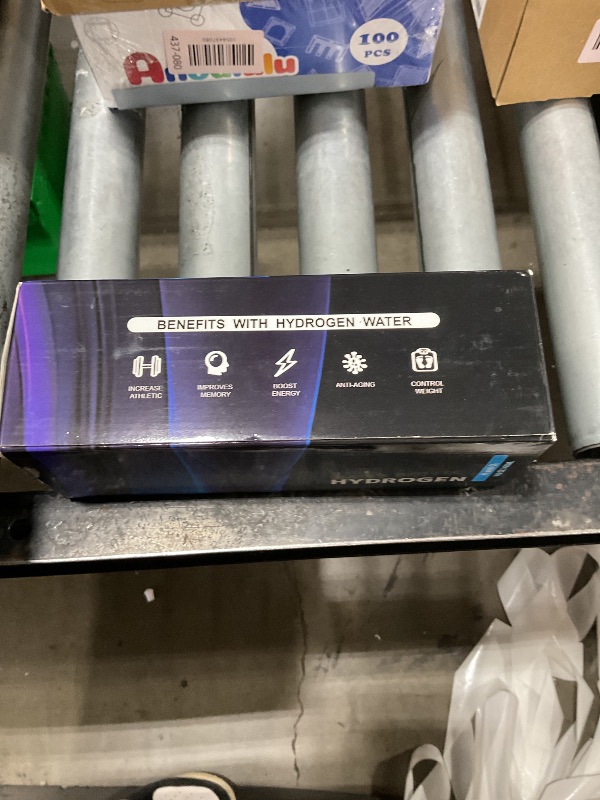 437-080
100
PCS
BENEFITS WITH HYDROGEN WATER
INCREASE
ATHLETIC
IMPROVES
MEMORY
BOOST
ENERGY
ANTI-AGING
CONTROL
WEIGHT
HYDROGEN